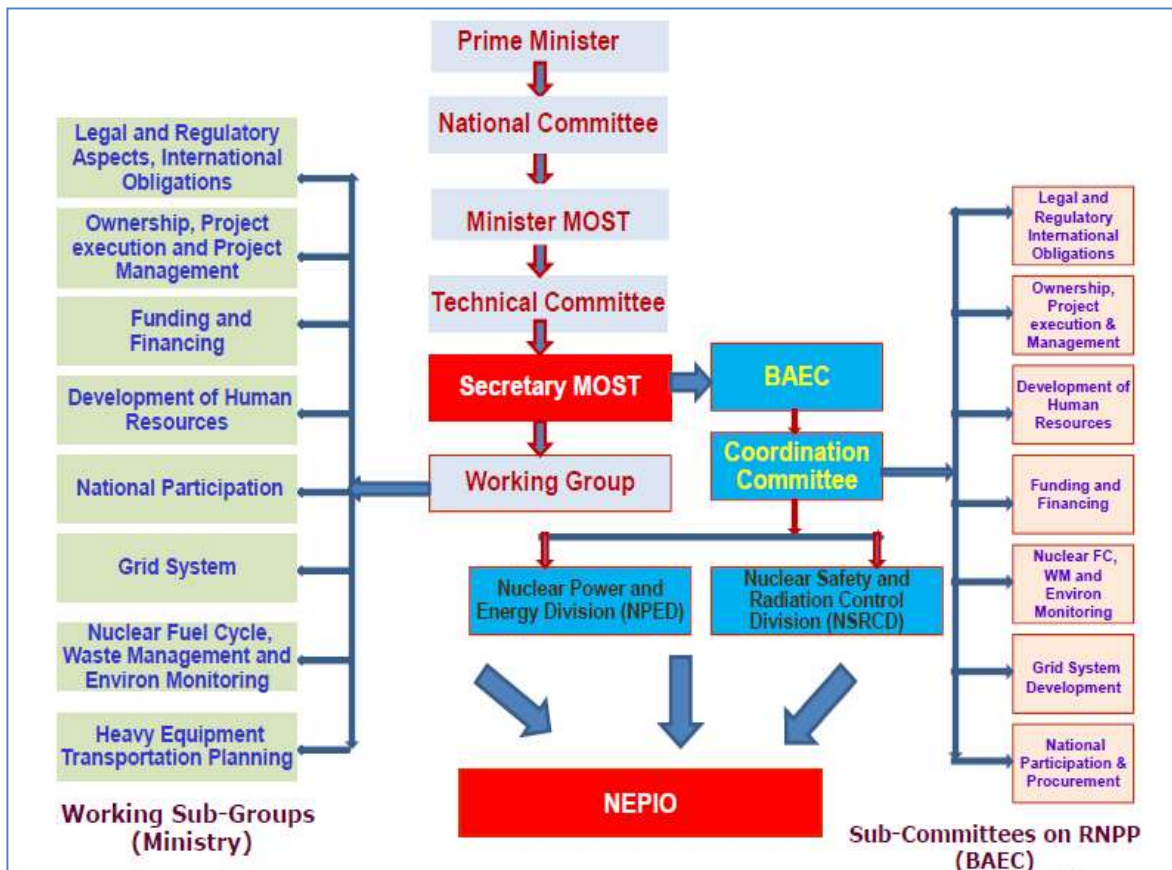 Prime Minister
National Committee
Minister MOST
Technical Committee
Secretary MOST
Working Group
BAEC
Coordination
Committee
Nuclear Power and
Energy Division (NPED)
Nuclear Safety and
Radiation Control
Division (NSRCD)
NEPIO
Legal and Regulatory
Aspects, International
Obligations
Ownership, Project
execution and Project
Management
Funding and
Financing
Development of Human
Resources
National Participation
Grid System
Nuclear Fuel Cycle,
Waste Management and
Environ Monitoring
Heavy Equipment
Transportation Planning
Working Sub-Groups
(Ministry)
Legal and
Regulatory
International
Obligations
Ownership,
Project
execution &
Management
Development of
Human
Resources
Funding and
Financing
Nuclear FC,
WM and
Environ
Monitoring
Grid System
Development
National
Participation &
Procurement
Sub-Committees on RNPP
(BAEC)